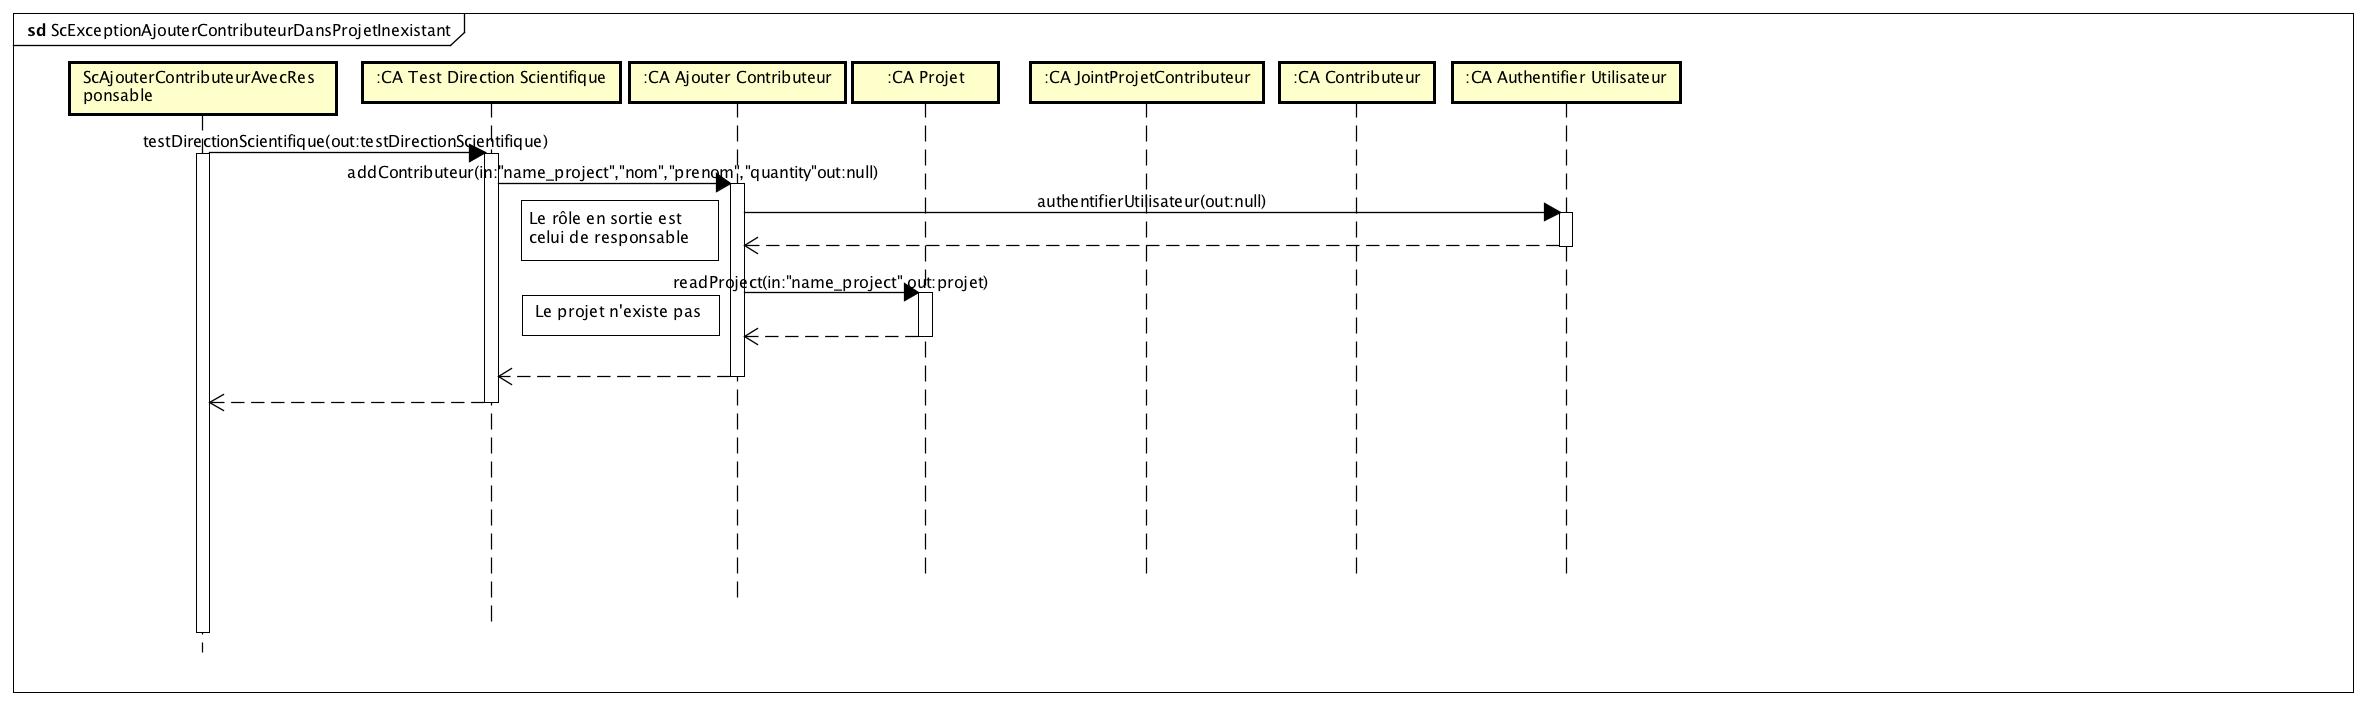 sd ScExceptionAjouterContributeurDansProjetInexistant
ScAjouterContributeurAvecRes
ponsable
:CA Test Direction Scientifique
:CA Ajouter Contributeur
:CA Projet
:CA JointProjetContributeur
:CA Contributeur
:CA Authentifier Utilisateur
testDirectionScientifique(out:testDirectionScientifique)
addContributeur(in:"name_project","nom","prenom","quantity"out:null)
authentifierUtilisateur(out:null)
Le rôle en sortie est
celui de responsable
readProject(in:"name_project" out:projet)
Le projet n'existe pas